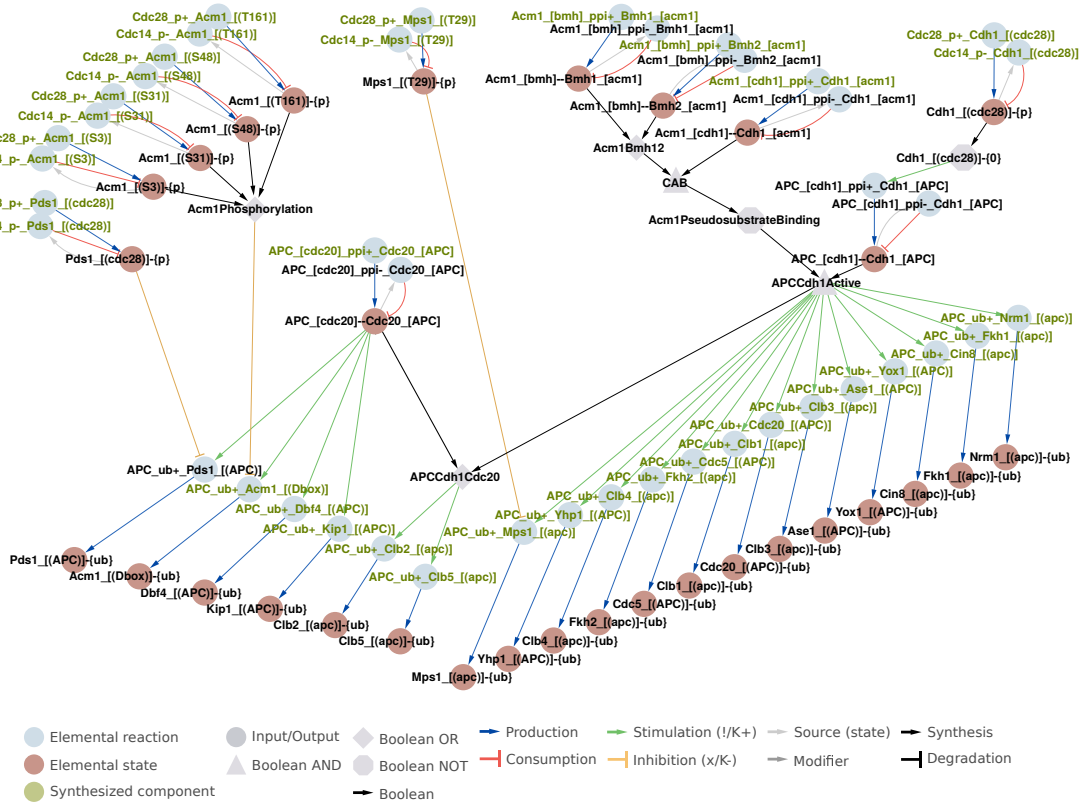 Cdc28_p+_Acm1_[(T161)]
Cdc14_p-_Acm1_[(T161)]
Cdc28_p+_Acm1_[(S48)]
Cdc14_p-_Acm1_[(S48)]
Cdc28_p+_Acm1_[(S31)]
Cdc14_p-_Acm1_[(S31)]
c28_p+_Acm1_[(S3)]
4_p-_Acm1_[(S3)]
8_p+_Pds1_[(cdc28)]
4_p-_Pds1_[(cdc28)]
Acm1_[(T161)]-{p}
Acm1_[(S48)]-{p}
Acm1_[(S31)]-{p}
Acm1_[(S3)]-{p}
Acm1Phosphorylation
Pds1_[(cdc28)]-{p}
Cdc28_p+_Mps1_[(T29)]
Cdc14_p-_Mps1_[(T29)]
Mps1_[(T29)]-{p}
Acm1_[bmh]_ppi+_Bmh1_[acm1]
Acm1_[bmh]_ppi-_Bmh1_[acm1]
Acm1_[bmh]_ppi+_Bmh2_[acm1]
Acm1_[bmh]_ppi-_Bmh2_[acm1]
Acm1_[bmh]--Bmh1_[acm1]
Acm1_[cdh1]_ppi+_Cdh1_[acm1]
Acm1_[cdh1]_ppi-_Cdh1_[acm1]
Acm1_[bmh]--Bmh2_[acm1]
Acm1_[cdh1]--Cdh1_[acm1]
Acm1Bmh12
CAB
Acm1PseudosubstrateBinding
Cdc28_p+_Cdh1_[(cdc28)]
Cdc14_p-_Cdh1_[(cdc28)]
Cdh1_[(cdc28)]-{p}
Cdh1_[(cdc28)]-{0}
APC_[cdh1]_ppi+_Cdh1_[APC]
APC_[cdh1]_ppi-_Cdh1_[APC]
APC_[cdh1]--Cdh1_[APC]
APCCdh1Active
APC_[cdc20]_ppi+_Cdc20_[APC]
APC_[cdc20]_ppi-_Cdc20_[APC]
APC_[cdc20]--Cdc20_[APC]
APC_ub+_Nrm1_[(apc)]
APC_ub+_Fkh1_[(apc)]
APC_ub+_Cin8_[(apc)]
APC_ub+_Yox1_[(APC)]
APC_ub+_Ase1_[(APC)]
APC_ub+_Clb3_[(apc)]
APC_ub+_Cdc20_[(APC)]
APC_ub+_Clb1_[(apc)]
APC_ub+_Cdc5_[(APC)]
APC_ub+_Fkh2_[(apc)]
APC_ub+_Clb4_[(apc)]
APC_ub+_Yhp1_[(APC)]
APC_ub+_Mps1_[(apc)]
APCCdh1Cdc20
APC_ub+_Pds1_[(APC)]
APC_ub+_Acm1_[(Dbox)]
APC_ub+_Dbf4_[(APC)]
APC_ub+_Kip1_[(APC)]
APC_ub+_Clb2_[(apc)]
APC_ub+_Clb5_[(apc)]
Nrm1_[(apc)]-{ub}
Fkh1_[(apc)]-{ub}
Cin8_[(apc)]-{ub}
Yox1_[(APC)]-{ub}
Ase1_[(APC)]-{ub}
Clb3_[(apc)]-{ub}
Cdc20_[(APC)]-{ub}
Clb1_[(apc)]-{ub}
Cdc5_[(APC)]-{ub}
Fkh2_[(apc)]-{ub}
Clb4_[(apc)]-{ub}
Yhp1_[(APC)]-{ub}
Mps1_[(apc)]-{ub}
Pds1_[(APC)]-{ub}
Acm1_[(Dbox)]-{ub}
Dbf4_[(APC)]-{ub}
Kip1_[(APC)]-{ub}
Clb2_[(apc)]-{ub}
Clb5_[(apc)]-{ub}
Elemental reaction
Elemental state
Synthesized component
Input/Output
Boolean AND
Boolean OR
Boolean NOT
Boolean
Production
Consumption
Stimulation (!/K+)
Inhibition (x/K-)
Source (state)
Modifier
Synthesis
Degradation